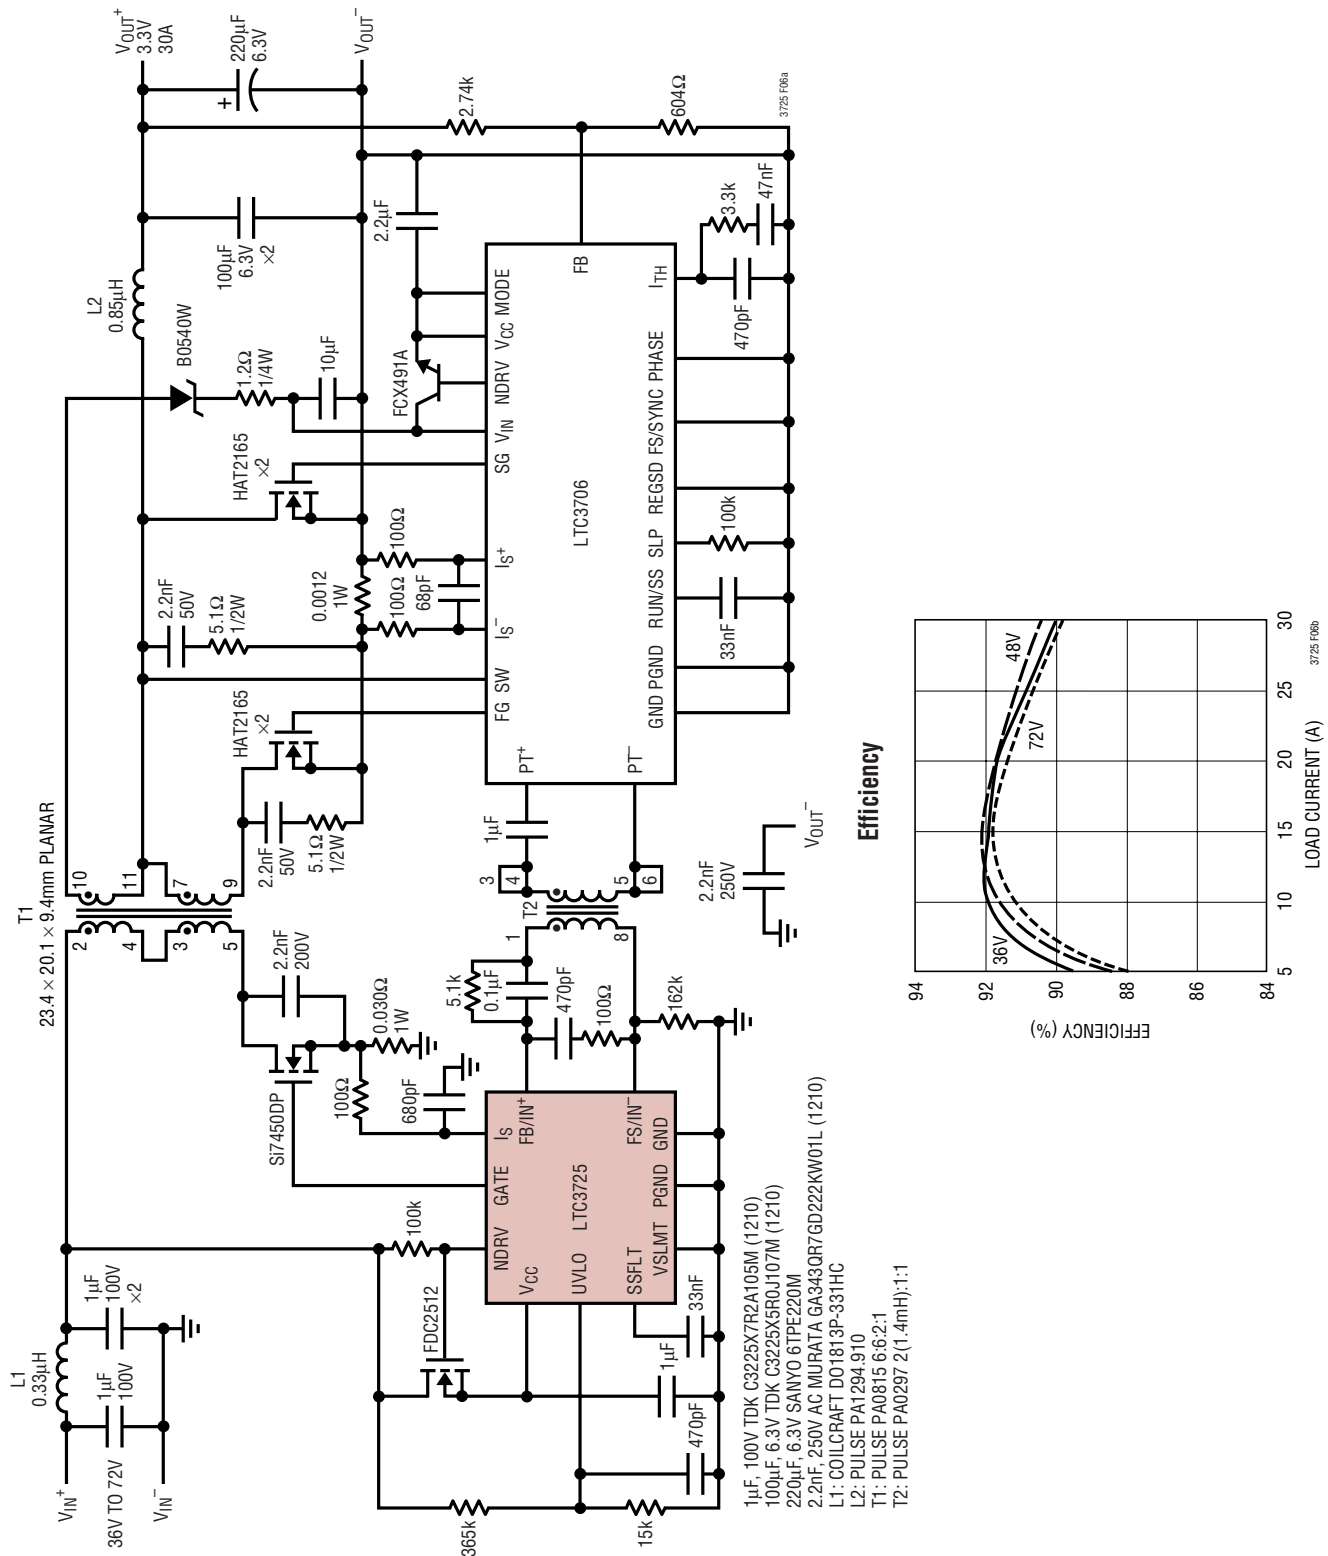 L1
0.33µH
VIN+
36V TO 72V
VIN−
1µF
100V
1µF
100V
×2
T1
23.4 × 20.1 × 9.4mm PLANAR
2
4
3
5
10
11
7
9
2.2nF
200V
Si7450DP
0.030Ω
1W
100Ω
680pF
2.2nF
50V
5.1Ω
1/2W
HAT2165
×2
2.2nF
50V
5.1Ω
1/2W
0.0012
1W
100Ω
100Ω
68pF
HAT2165
×2
B0540W
1.2Ω
1/4W
10µF
L2
0.85µH
100µF
6.3V
×2
VOUT+
3.3V
30A
+
220µF
6.3V
VOUT−
FCX491A
2.2µF
2.74k
604Ω
365k
15k
470pF
FDC2512
100k
1µF
33nF
NDRV
GATE
IS
VCC
FB/IN+
UVLO
LTC3725
SSFLT
FS/IN−
VSLMT
PGND
GND
5.1k
0.1µF
470pF
100Ω
162k
1
8
T2
3
4
5
6
1µF
FG
SW
IS−
IS+
SG
VIN
NDRV
VCC
MODE
PT+
PT−
LTC3706
FB
GND
PGND
RUN/SS
SLP
REGSD
FS/SYNC
PHASE
ITH
33nF
100k
470pF
3.3k
47nF
3725 F06a
2.2nF
250V
VOUT−
1µF, 100V TDK C3225X7R2A105M (1210)
100µF, 6.3V TDK C3225X5R0J107M (1210)
220µF, 6.3V SANYO 6TPE220M
2.2nF, 250V AC MURATA GA343QR7GD222KW01L (1210)
L1: COILCRAFT DO1813P-331HC
L2: PULSE PA1294.910
T1: PULSE PA0815 6:6:2:1
T2: PULSE PA0297 2(1.4mH):1:1
Efficiency
EFFICIENCY (%)
94
92
90
88
86
84
36V
48V
72V
5
10
15
20
25
30
LOAD CURRENT (A)
3725 F06b